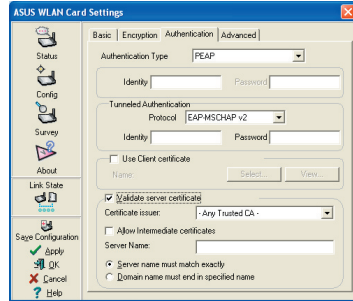 ASUS WLAN Card Settings
Status
Config
Survey
About
Link State
Save Configuration
Apply
OK
Cancel
Help
Basic Encryption Authentication Advanced
Authentication Type PEAP
Identity Password
Tunneled Authentication
Protocol EAP-MSCHAP v2
Identity Password
Use Client certificate
Name: Select... View...
Validate server certificate
Certificate issuer: - Any Trusted CA -
Allow Intermediate certificates
Server Name:
Server name must match exactly
Domain name must end in specified name